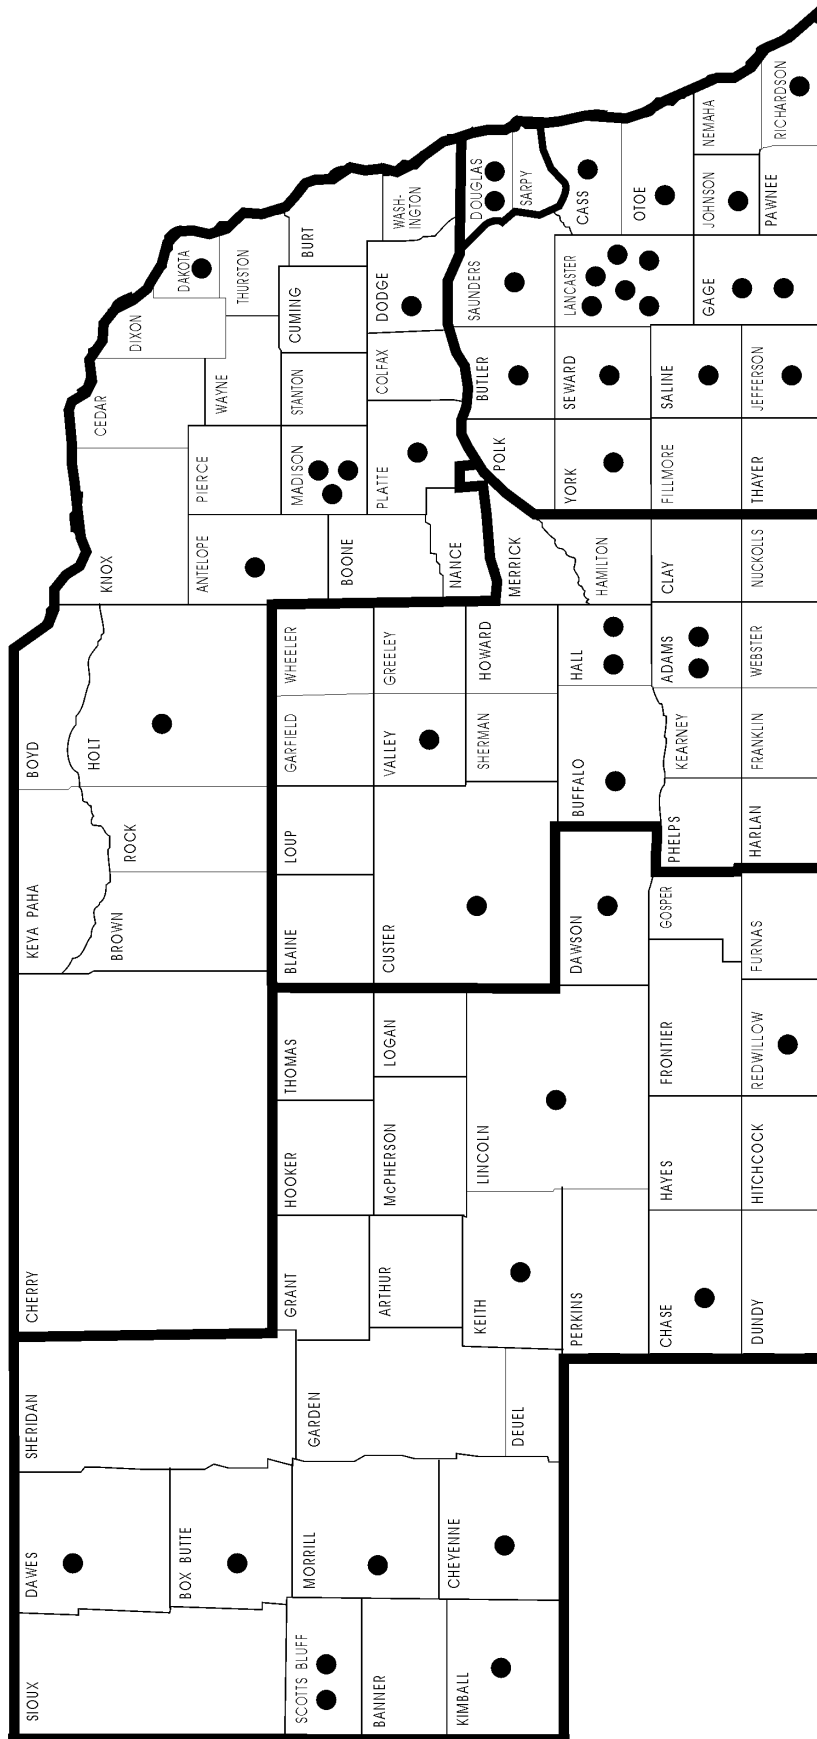 SIOUX
DAWES
BOX BUTTE
SCOTTS BLUFF
BANNER
KIMBALL
MORRILL
CHEYENNE
SHERIDAN
GARDEN
DEUEL
CHERRY
GRANT
HOOKER
THOMAS
ARTHUR
McPHERSON
LOGAN
KEITH
LINCOLN
PERKINS
CHASE
HAYES
FRONTIER
GOSPER
DUNDY
HITCHCOCK
REDWILLOW
FURNAS
KEYA PAHA
BROWN
ROCK
BOYD
HOLT
BLAINE
LOUP
GARFIELD
WHEELER
CUSTER
VALLEY
GREELEY
SHERMAN
HOWARD
DAWSON
BUFFALO
HALL
PHELPS
KEARNEY
ADAMS
CLAY
HARLAN
FRANKLIN
WEBSTER
NUCKOLLS
MERRICK
HAMILTON
KNOX
ANTELOPE
BOONE
NANCE
CEDAR
PIERCE
MADISON
PLATTE
DIXON
WAYNE
STANTON
COLFAX
DAKOTA
THURSTON
CUMING
DODGE
BURT
WASH-
INGTON
POLK
BUTLER
SAUNDERS
DOUGLAS
SARPY
YORK
SEWARD
LANCASTER
CASS
OTOE
FILLMORE
SALINE
THAYER
JEFFERSON
GAGE
JOHNSON
NEMAHA
PAWNEE
RICHARDSON